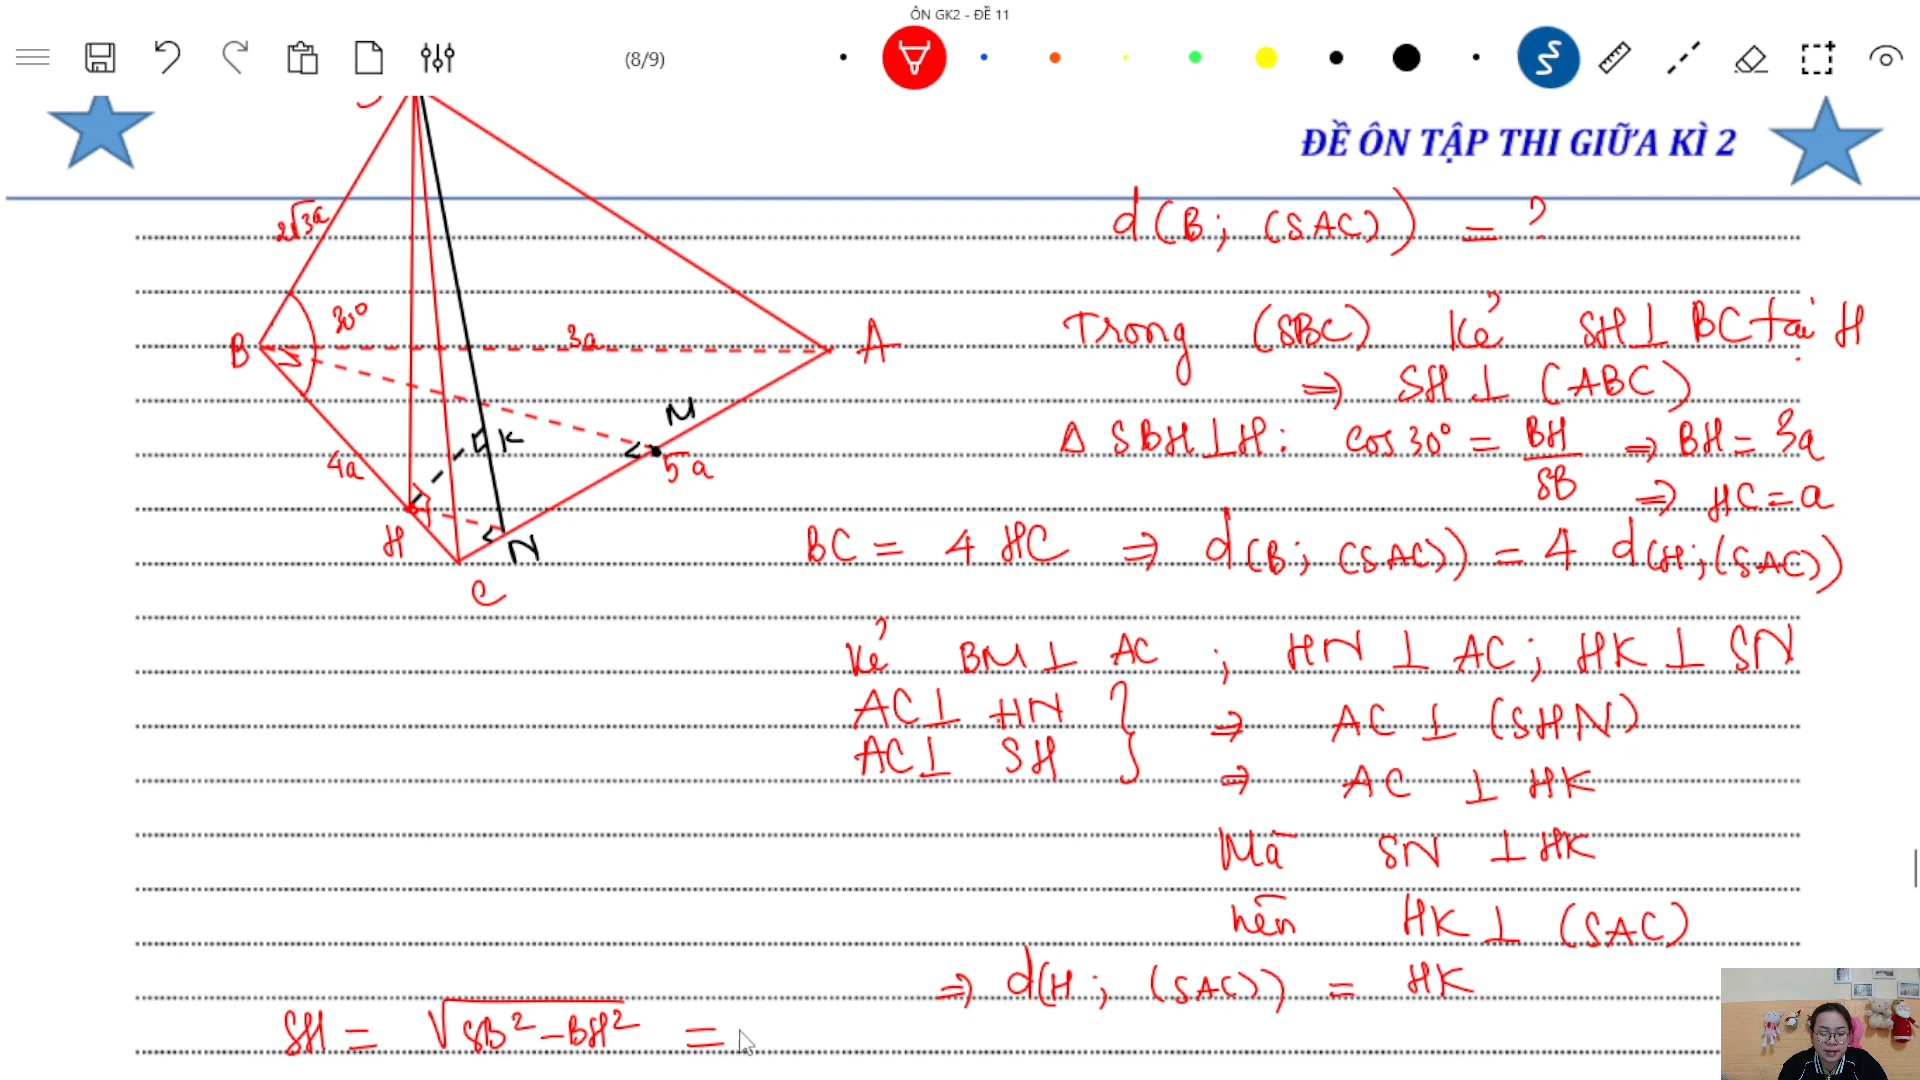 ÔN GK2 - ĐỀ 11
(8/9)
ĐỀ ÔN TẬP THI GIỮA KÌ 2
2√3a
30°
B
3a
A
M
K
4a
5a
H
N
C
d(B; (SAC)) = ?
Trong (SBC) Kẻ SH⊥BC tại H
⇒ SH⊥(ABC)
Δ SBH⊥H: cos30° = BH/SB ⇒ BH = 3a
⇒ HC = a
BC = 4 HC ⇒ d(B; (SAC)) = 4 d(H;(SAC))
Kẻ BM⊥AC ; HN⊥AC; HK⊥SN
AC⊥HN } ⇒ AC⊥(SHN)
AC⊥SH
⇒ AC⊥HK
Mà SN⊥HK
nên HK⊥(SAC)
⇒ d(H; (SAC)) = HK
SH = √SB² - BH² =